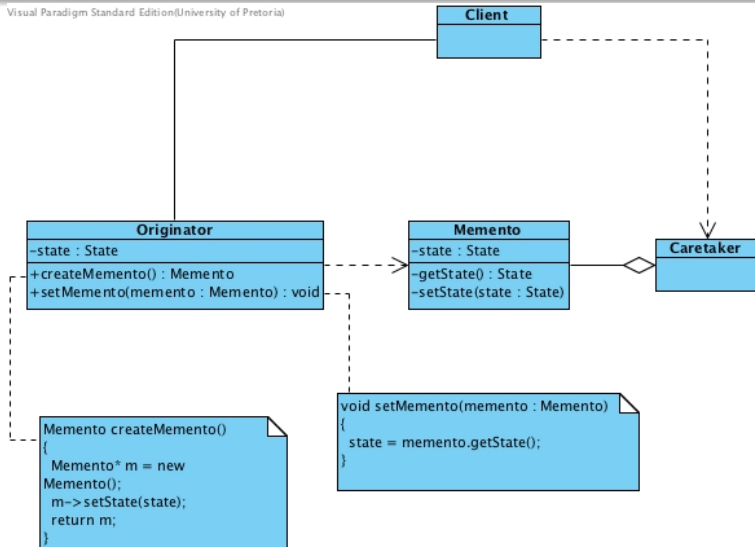 Visual Paradigm Standard Edition(University of Pretoria)
Client
Originator
-state : State
+createMemento() : Memento
+setMemento(memento : Memento) : void
Memento
-state : State
-getState() : State
-setState(state : State)
Caretaker
Memento createMemento()
{
Memento* m = new
Memento();
m->setState(state);
return m;
}
void setMemento(memento : Memento)
{
state = memento.getState();
}